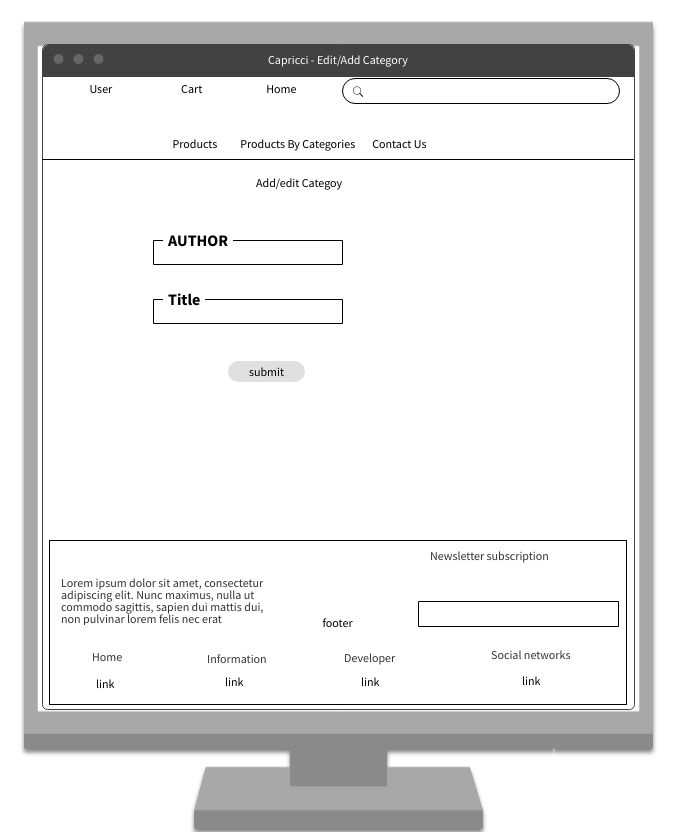 Capricci - Edit/Add Category
User Cart Home
Products Products By Categories Contact Us
Add/edit Categoy
AUTHOR
Title
submit
Newsletter subscription
Lorem ipsum dolor sit amet, consectetur
adipiscing elit. Nunc maximus, nulla ut
commodo sagittis, sapien dui mattis dui,
non pulvinar lorem felis nec erat
footer
Home Information Developer Social networks
link link link link